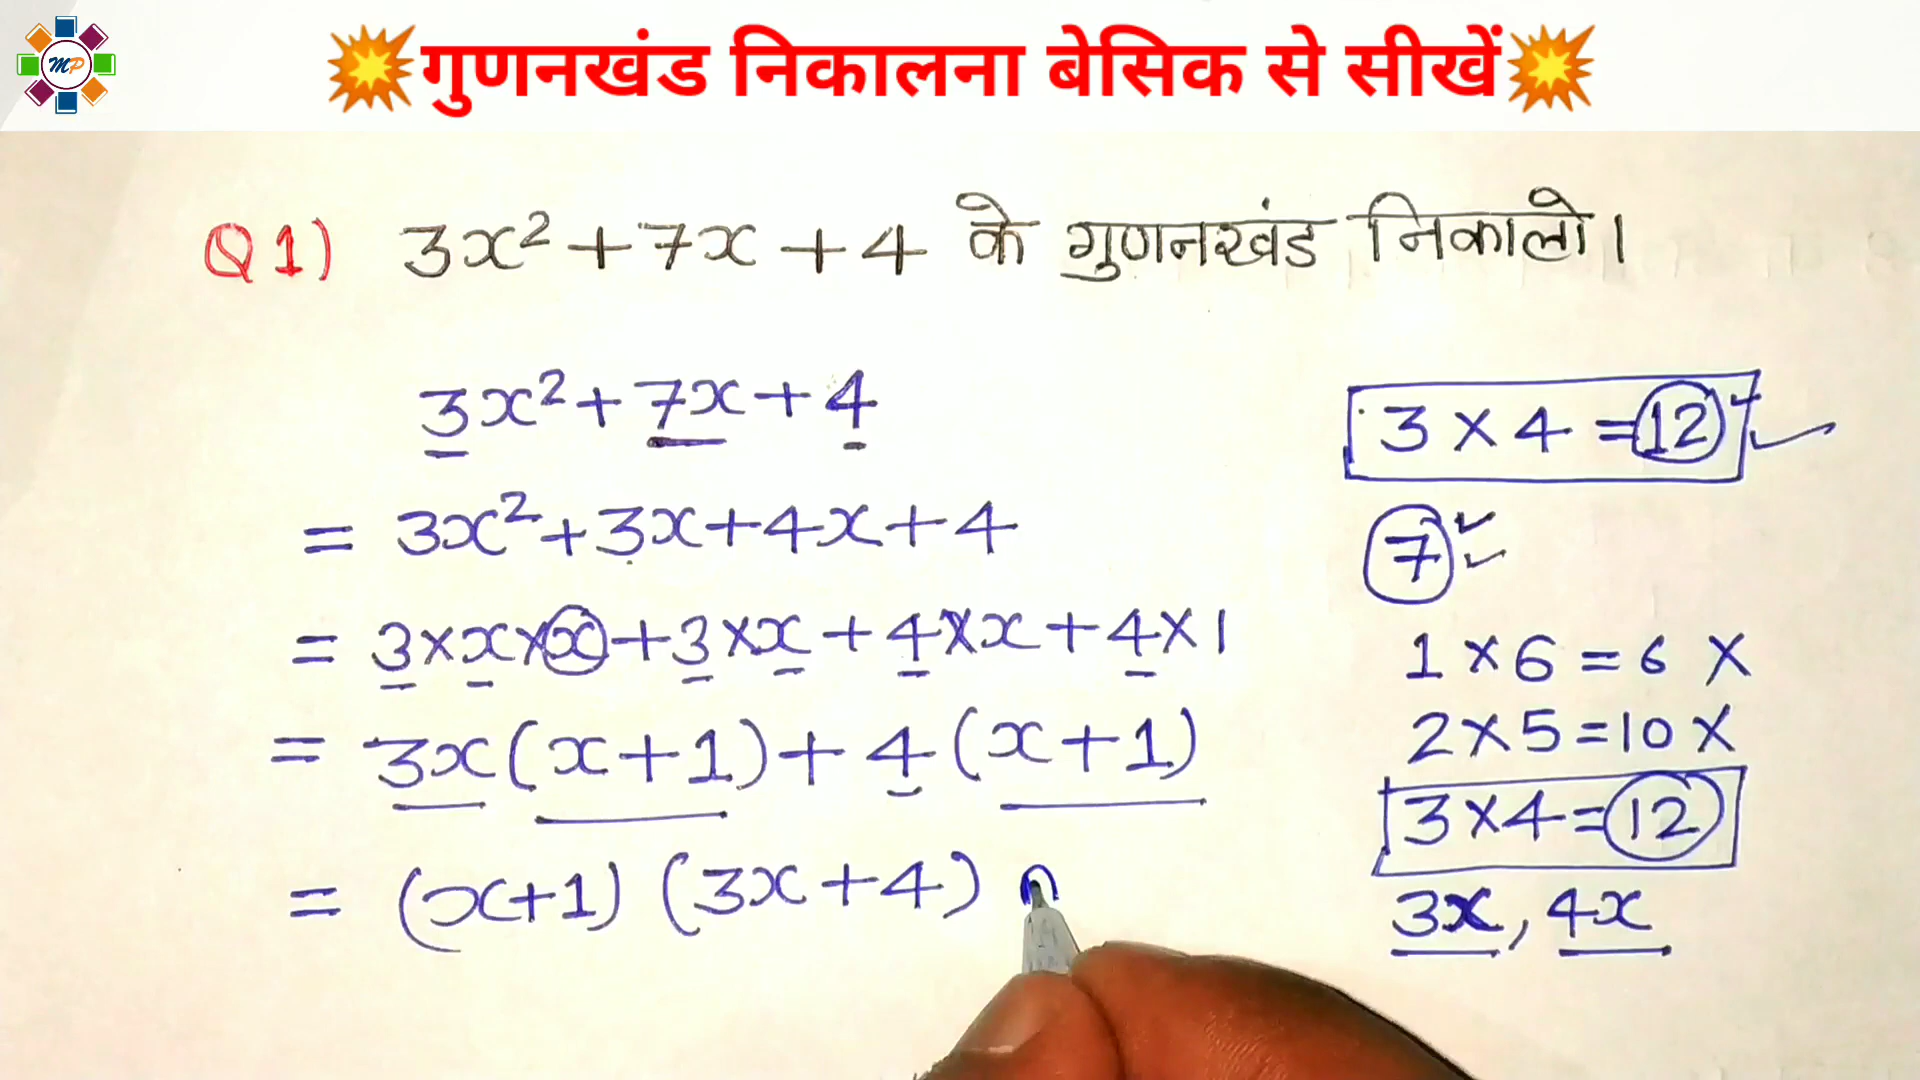 MP
💥गुणनखंड निकालना बेसिक से सीखें💥
Q1) 3x²+7x+4 के गुणनखंड निकालो।
3x²+7x+4
= 3x²+3x+4x+4
= 3×x×x+3×x+4×x+4×1
= 3x(x+1)+4(x+1)
= (x+1) (3x+4)
3×4=12
7
1×6=6 ×
2×5=10 ×
3×4=12
3x, 4x